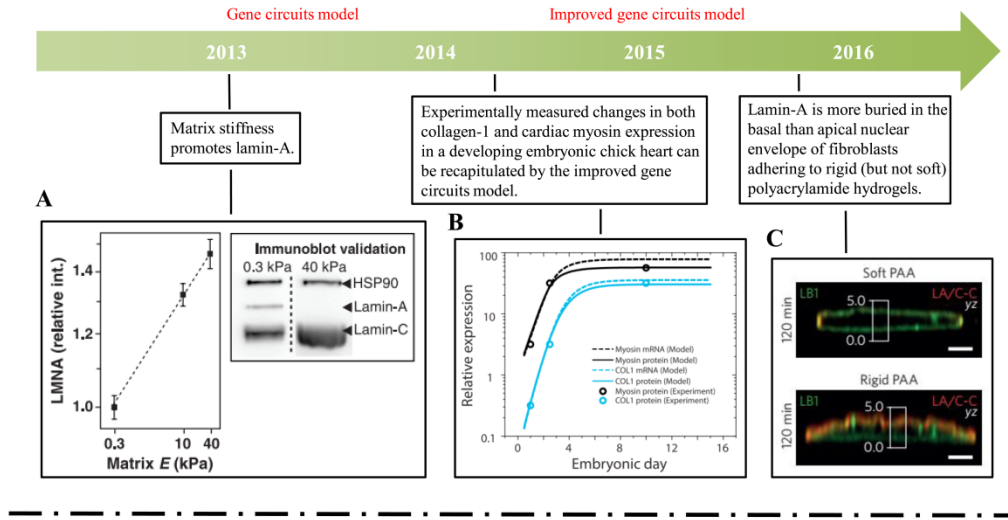 Gene circuits model
Improved gene circuits model
2013
2014
2015
2016
Matrix stiffness
promotes lamin-A.
Experimentally measured changes in both
collagen-1 and cardiac myosin expression
in a developing embryonic chick heart can
be recapitulated by the improved gene
circuits model.
Lamin-A is more buried in the
basal than apical nuclear
envelope of fibroblasts
adhering to rigid (but not soft)
polyacrylamide hydrogels.
A
LMNA (relative int.)
1.4
1.2
1.0
0.3
10
40
Matrix E (kPa)
Immunoblot validation
0.3 kPa
40 kPa
HSP90
Lamin-A
Lamin-C
B
Relative expression
100
10
1
0.1
0
4
8
12
16
Embryonic day
Myosin mRNA (Model)
Myosin protein (Model)
COL1 mRNA (Model)
COL1 protein (Model)
Myosin protein (Experiment)
COL1 protein (Experiment)
C
Soft PAA
120 min
LB1
5.0
0.0
LA/C-C
yz
Rigid PAA
120 min
LB1
5.0
0.0
LA/C-C
yz